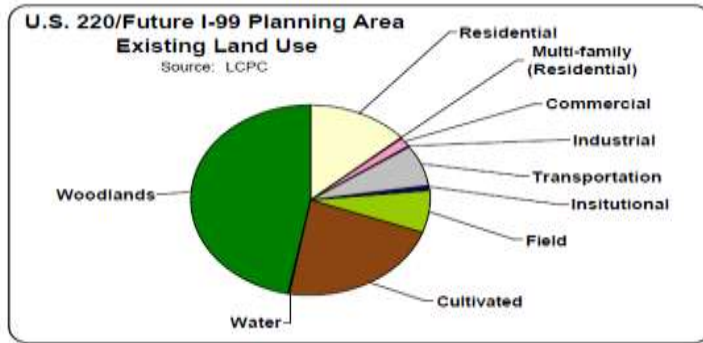 U.S. 220/Future I-99 Planning Area
Existing Land Use
Source: LCPC
Residential
Multi-family
(Residential)
Commercial
Industrial
Transportation
Insitutional
Field
Cultivated
Water
Woodlands